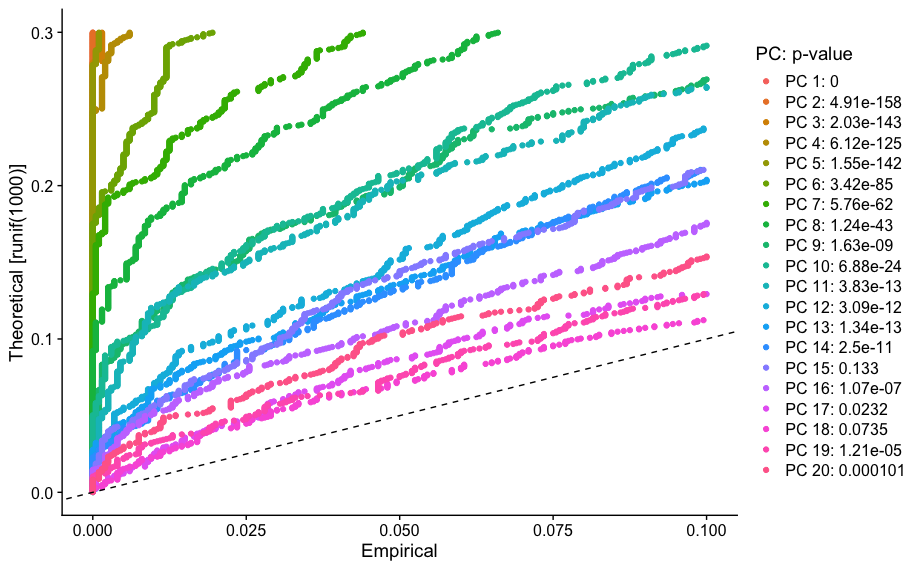 0.3
0.2
0.1
0.0
Theoretical [runif(1000)]
0.000
0.025
0.050
0.075
0.100
Empirical
PC: p-value
PC 1: 0
PC 2: 4.91e-158
PC 3: 2.03e-143
PC 4: 6.12e-125
PC 5: 1.55e-142
PC 6: 3.42e-85
PC 7: 5.76e-62
PC 8: 1.24e-43
PC 9: 1.63e-09
PC 10: 6.88e-24
PC 11: 3.83e-13
PC 12: 3.09e-12
PC 13: 1.34e-13
PC 14: 2.5e-11
PC 15: 0.133
PC 16: 1.07e-07
PC 17: 0.0232
PC 18: 0.0735
PC 19: 1.21e-05
PC 20: 0.000101